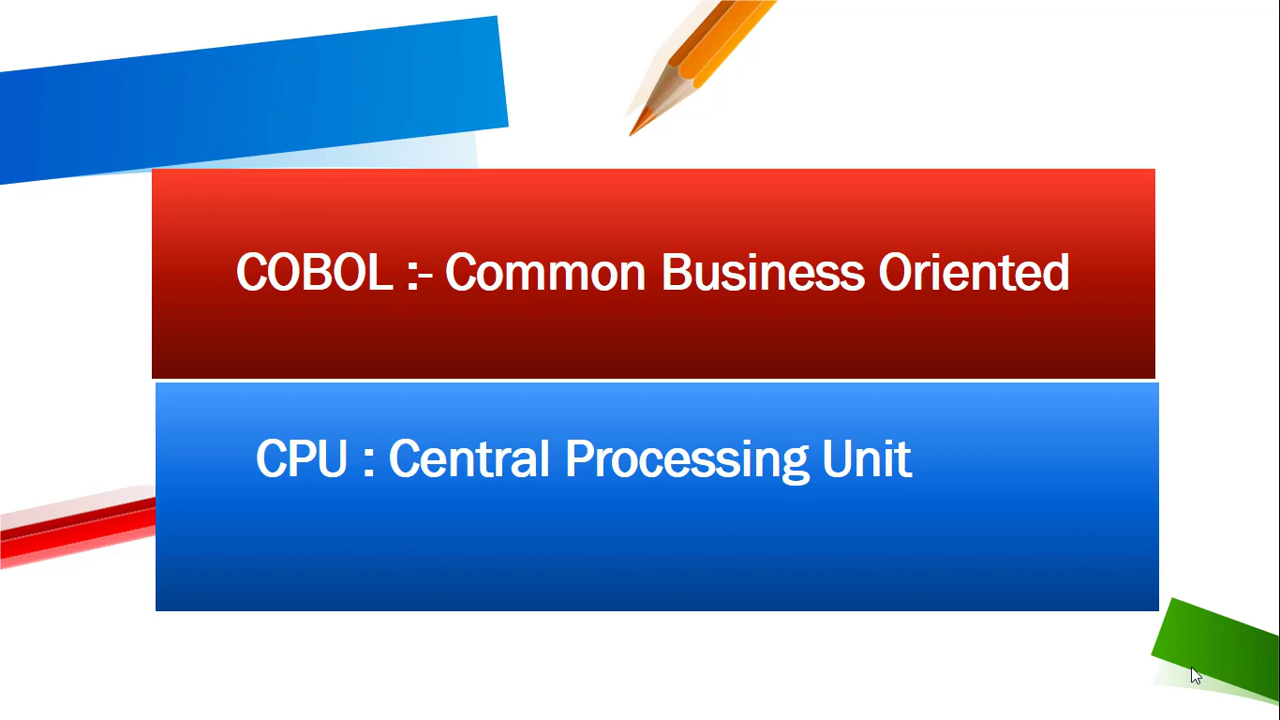 COBOL :- Common Business Oriented
CPU : Central Processing Unit